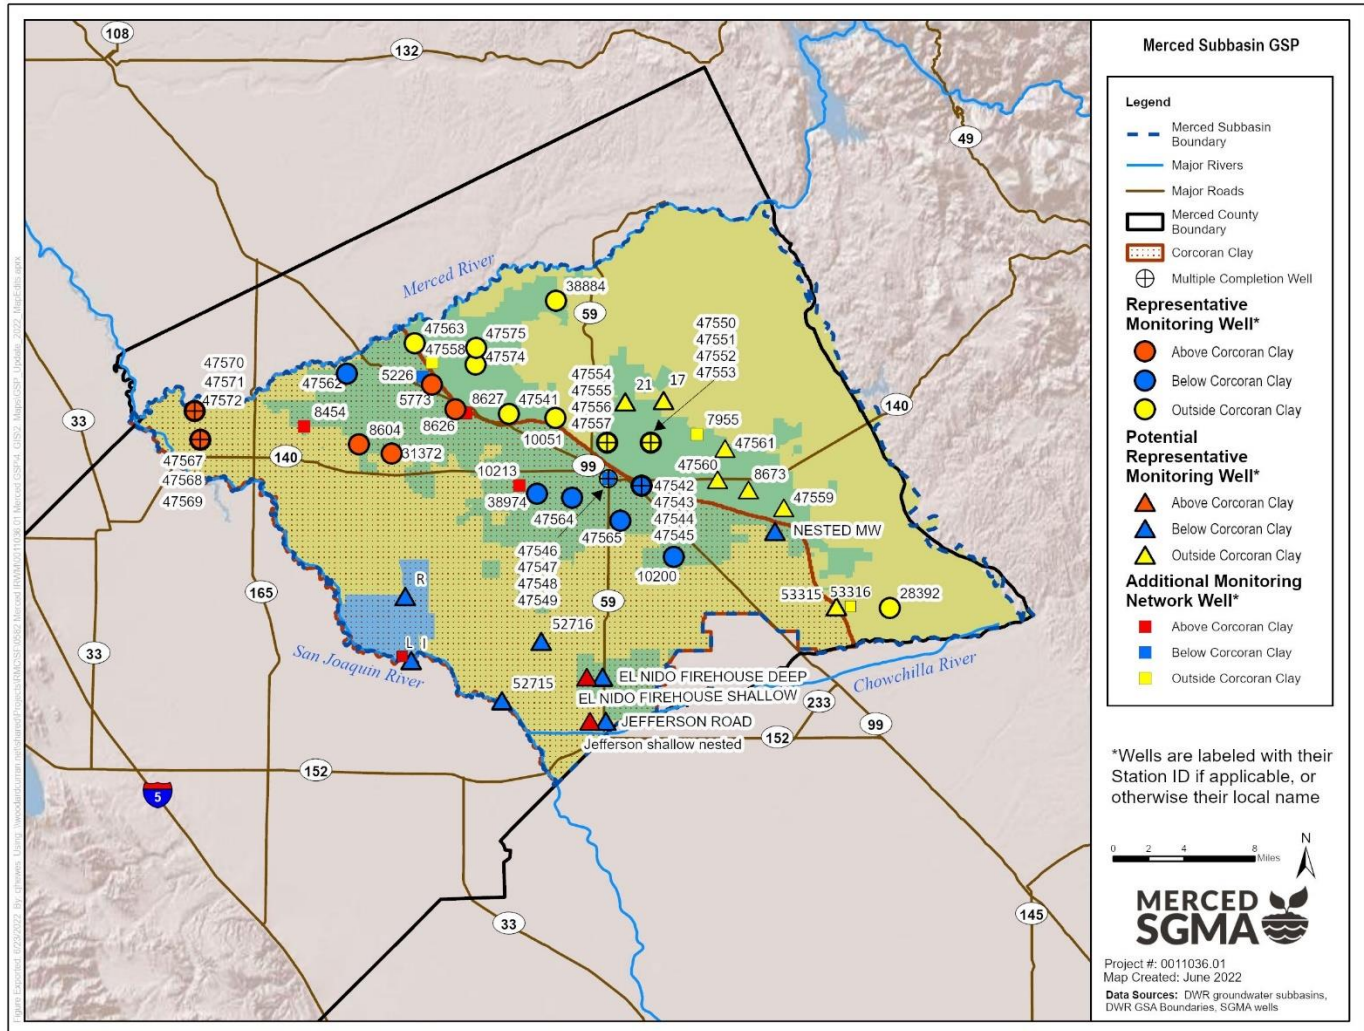 108
132
49
Merced River
38884
59
47563
47575
47558
47574
47550
47551
47552
47553
47570
47571
47572
47562
5226
5773
47554
47555
47556
47557
21
17
8627
47541
8454
8626
7955
140
33
8604
31372
10051
47561
140
99
47560
8673
47567
47568
47569
10213
47542
47543
47544
47545
47559
38974
47564
47565
NESTED MW
47546
47547
47548
47549
10200
165
R
59
53315
53316
28392
52716
L I
33
San Joaquin River
52715
EL NIDO FIREHOUSE DEEP
EL NIDO FIREHOUSE SHALLOW
Chowchilla River
233
JEFFERSON ROAD
99
Jefferson shallow nested
152
152
5
33
145
Merced Subbasin GSP
Legend
Merced Subbasin
Boundary
Major Rivers
Major Roads
Merced County
Boundary
Corcoran Clay
Multiple Completion Well
Representative
Monitoring Well*
Above Corcoran Clay
Below Corcoran Clay
Outside Corcoran Clay
Potential
Representative
Monitoring Well*
Above Corcoran Clay
Below Corcoran Clay
Outside Corcoran Clay
Additional Monitoring
Network Well*
Above Corcoran Clay
Below Corcoran Clay
Outside Corcoran Clay
*Wells are labeled with their
Station ID if applicable, or
otherwise their local name
N
0 2 4 8
Miles
MERCED
SGMA
Project #: 0011036.01
Map Created: June 2022
Data Sources: DWR groundwater subbasins,
DWR GSA Boundaries, SGMA wells